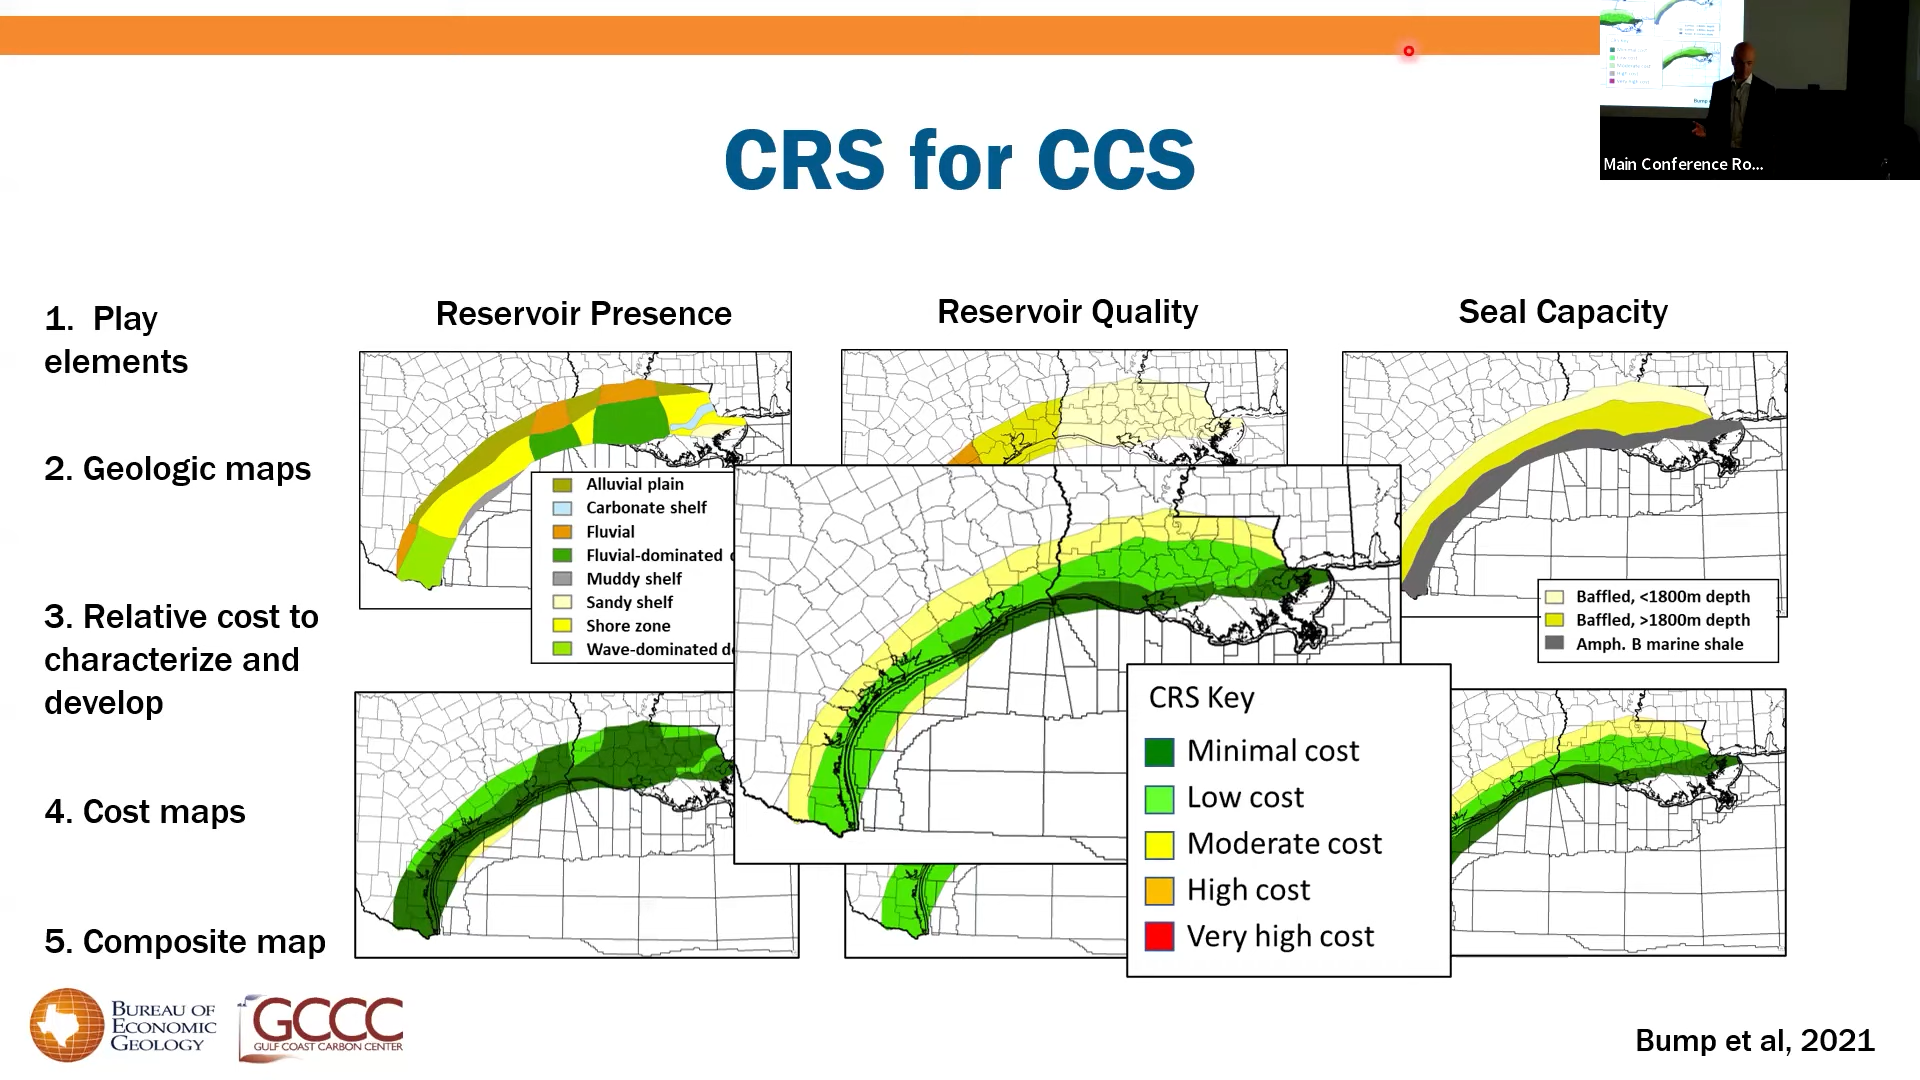 Main Conference Ro...
CRS for CCS
1. Play
elements
2. Geologic maps
3. Relative cost to
characterize and
develop
4. Cost maps
5. Composite map
Reservoir Presence
Reservoir Quality
Seal Capacity
Alluvial plain
Carbonate shelf
Fluvial
Fluvial-dominated
Muddy shelf
Sandy shelf
Shore zone
Wave-dominated
Baffled, <1800m depth
Baffled, >1800m depth
Amph. B marine shale
CRS Key
Minimal cost
Low cost
Moderate cost
High cost
Very high cost
BUREAU OF
ECONOMIC
GEOLOGY
GCCC
GULF COAST CARBON CENTER
Bump et al, 2021